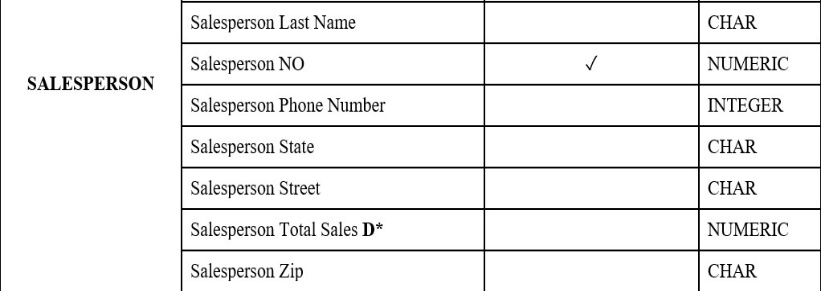 Salesperson Last Name CHAR
Salesperson NO ✓ NUMERIC
SALESPERSON
Salesperson Phone Number INTEGER
Salesperson State CHAR
Salesperson Street CHAR
Salesperson Total Sales D* NUMERIC
Salesperson Zip CHAR